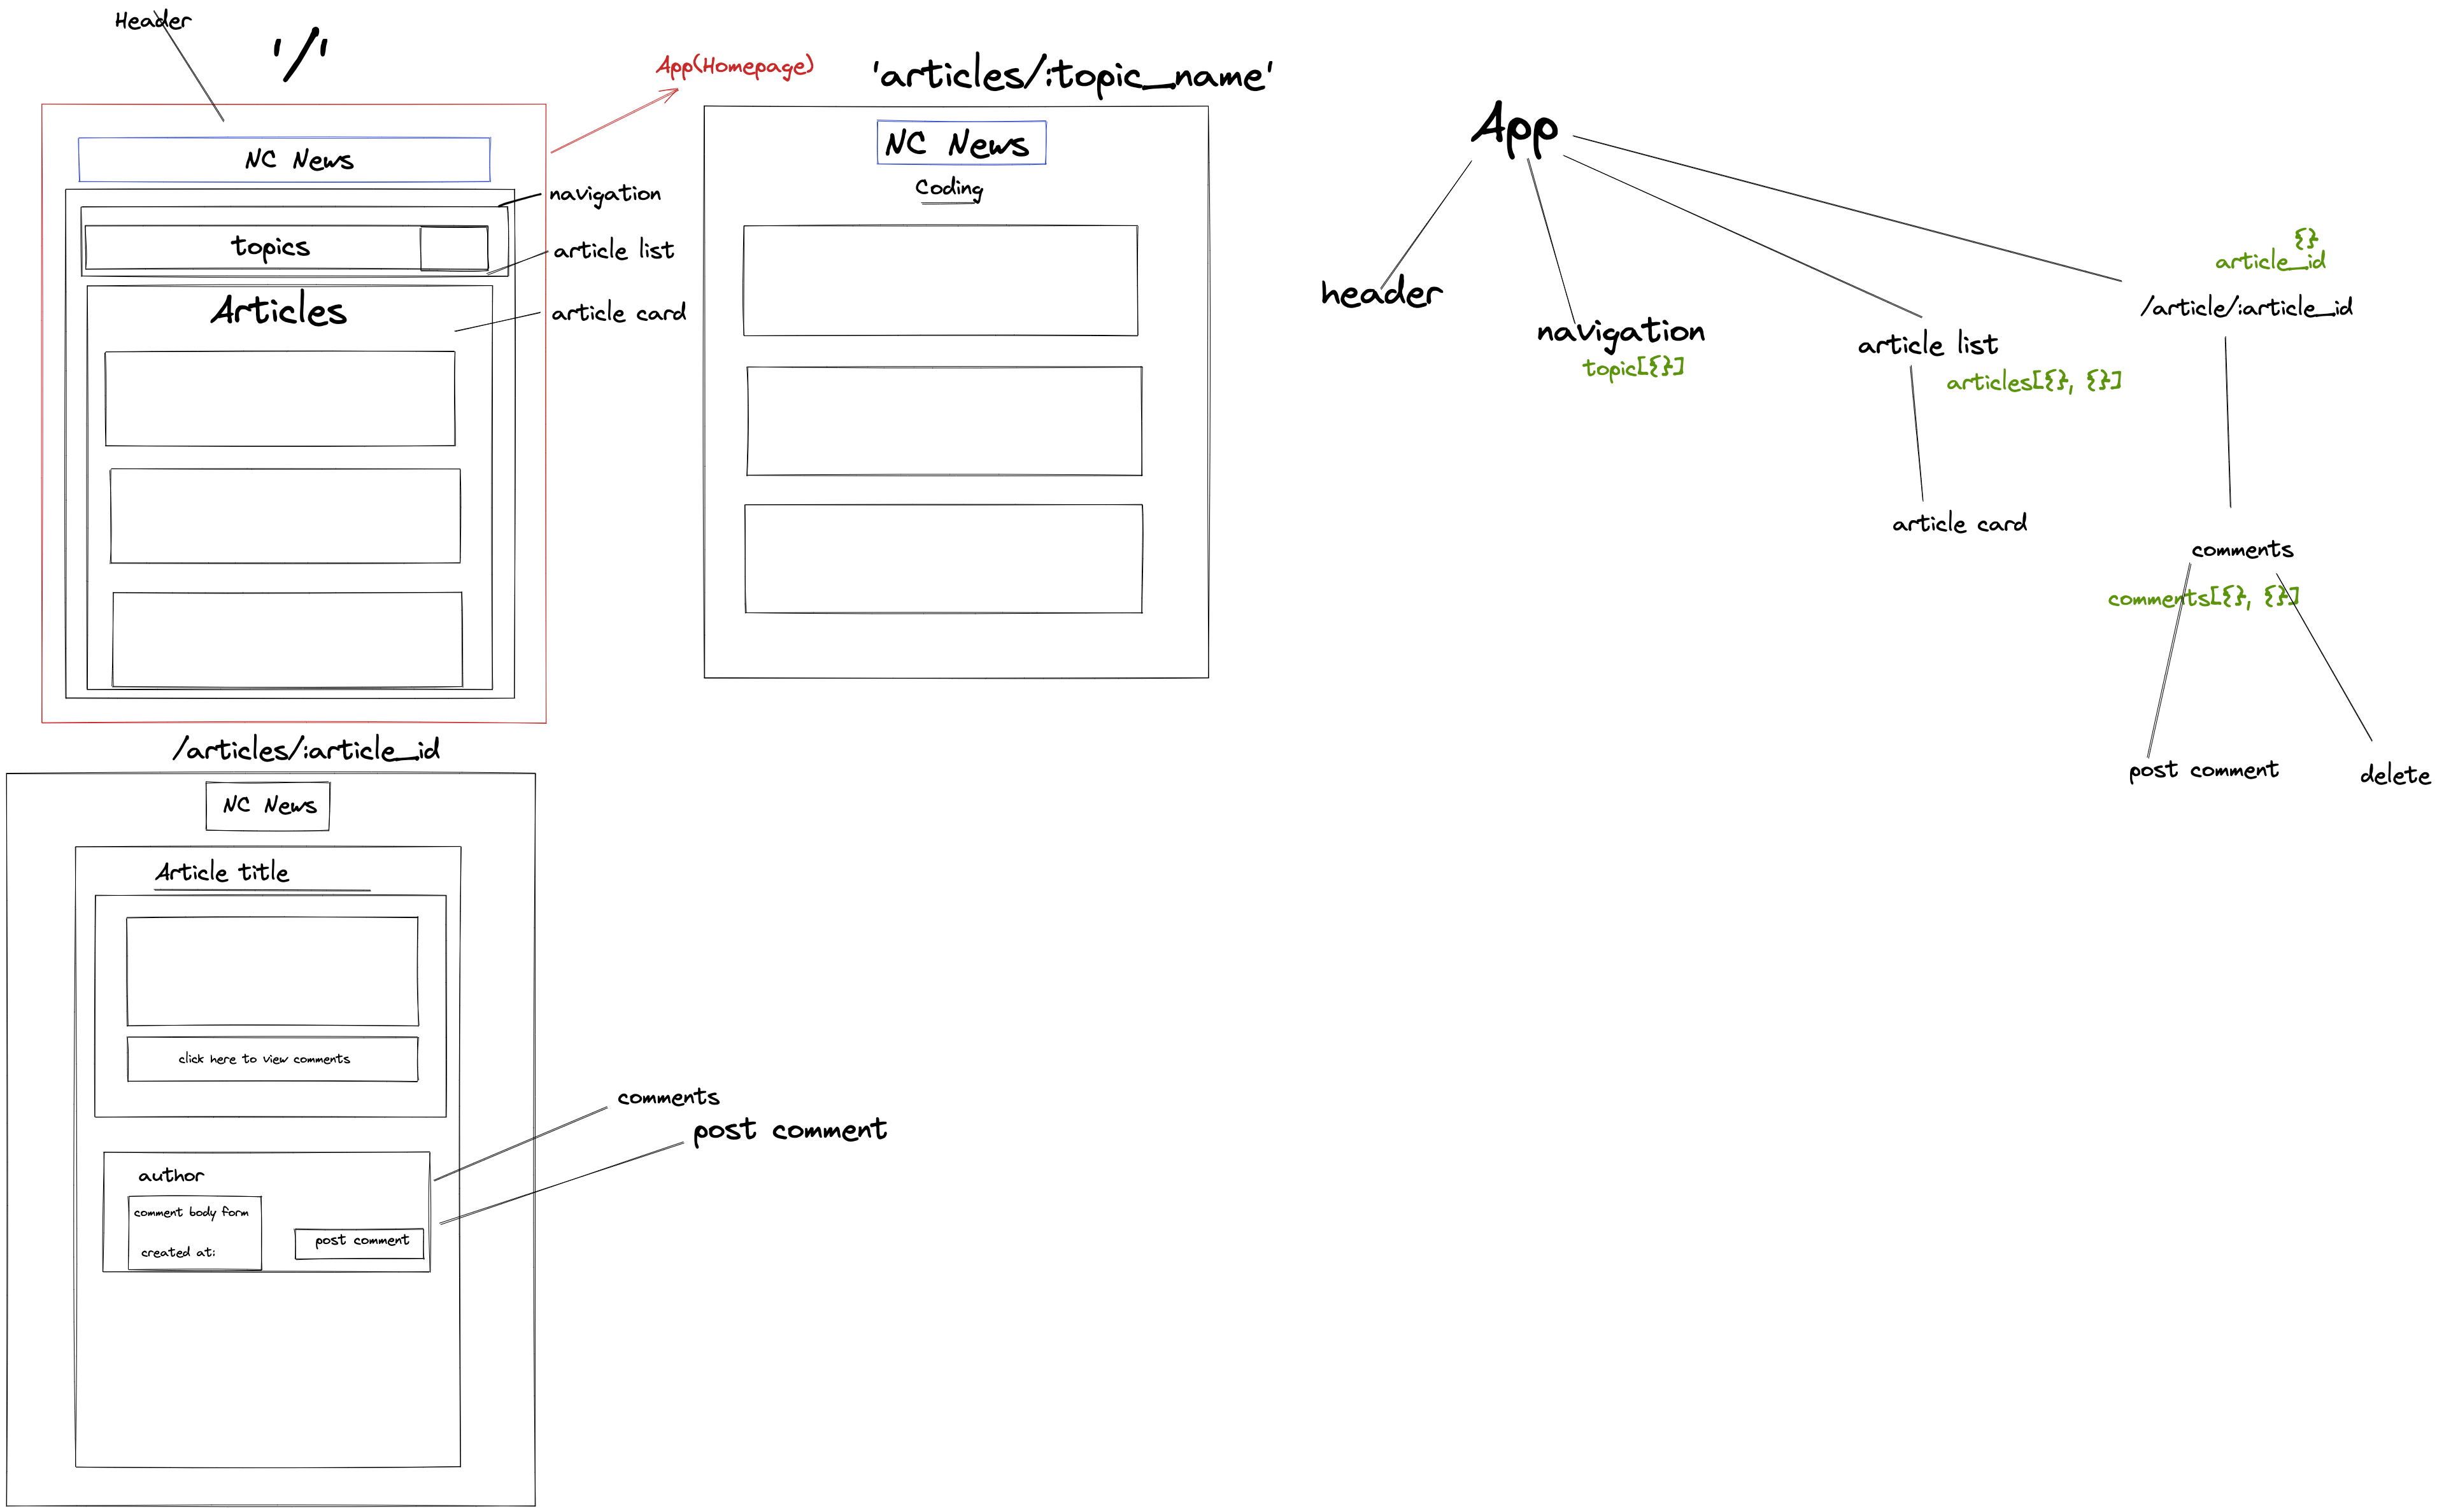 Header
'/'
App(Homepage)
NC News
navigation
topics
article list
Articles
article card
'articles/:topic_name'
NC News
Coding
/articles/:article_id
NC News
Article title
click here to view comments
comments
post comment
author
comment body form
created at:
post comment
App
header
navigation
topic[{}]
article list
articles[{}, {}]
article card
{}
article_id
/article/:article_id
comments
comments[{}, {}]
post comment
delete